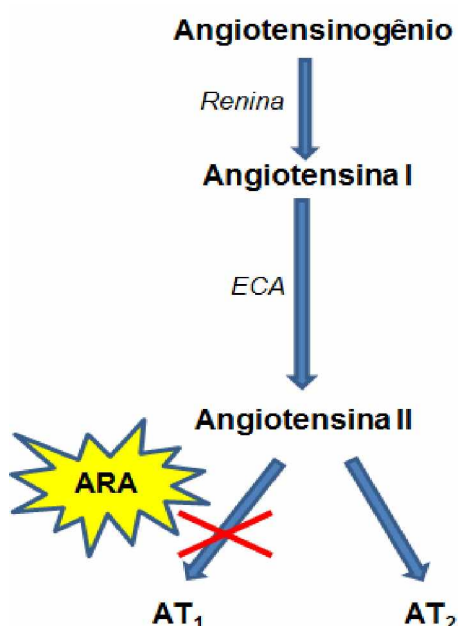 Angiotensinogênio
Renina
Angiotensina I
ECA
Angiotensina II
ARA
AT₁
AT₂